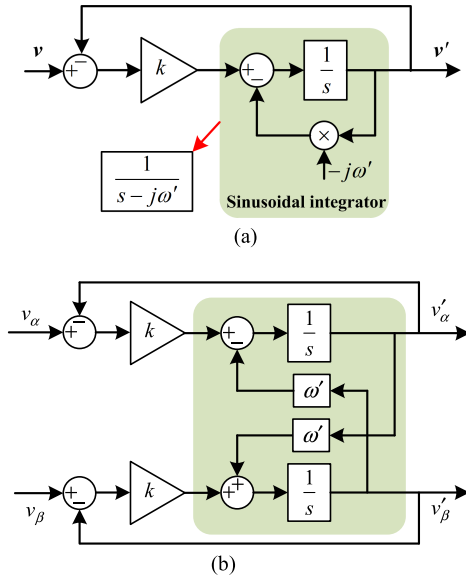 v
+
−
k
+
−
1
s
v′
×
−jω′
1
s − jω′
Sinusoidal integrator
(a)
vα
+
−
k
+
−
1
s
v′α
ω′
ω′
vβ
+
−
k
+
+
1
s
v′β
(b)